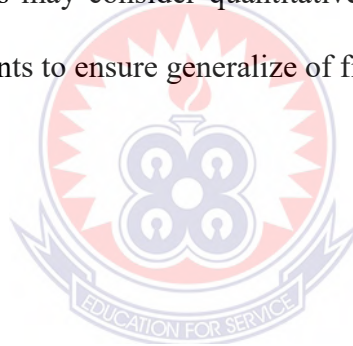 may consider quantitative
to ensure generalize of
EDUCATION FOR SERVICE